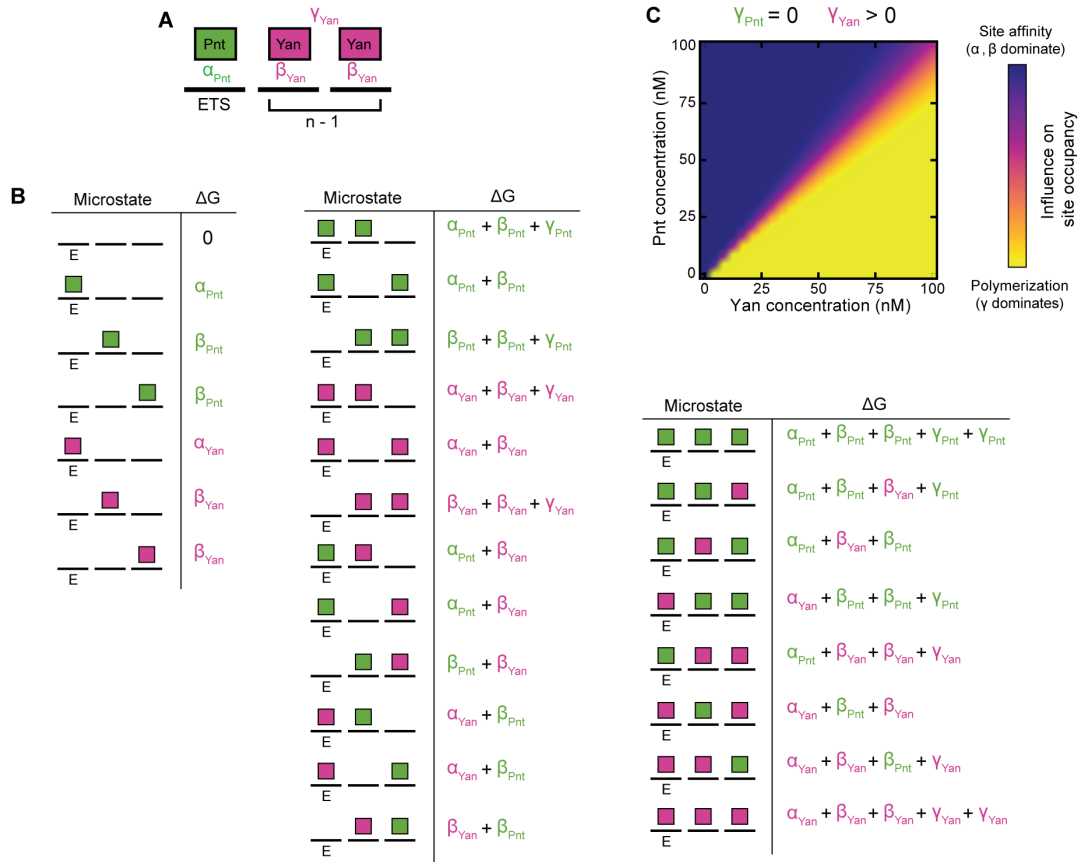 A
γYan
Pnt Yan Yan
αPnt βYan βYan
ETS
n - 1
C
γPnt = 0 γYan > 0
Pnt concentration (nM)
100
75
50
25
0
0 25 50 75 100
Yan concentration (nM)
Site affinity
(α, β dominate)
Influence on
site occupancy
Polymerization
(γ dominates)
B
Microstate ΔG
E 0
E αPnt
E βPnt
E βPnt
E αYan
E βYan
E βYan
Microstate ΔG
E αPnt + βPnt + γPnt
E αPnt + βPnt
E βPnt + βPnt + γPnt
E αYan + βYan + γYan
E αYan + βYan
E βYan + βYan + γYan
E αPnt + βYan
E αPnt + βYan
E βPnt + βYan
E αYan + βPnt
E αYan + βPnt
E βYan + βPnt
Microstate ΔG
E αPnt + βPnt + βPnt + γPnt + γPnt
E αPnt + βPnt + βYan + γPnt
E αPnt + βYan + βPnt
E αYan + βPnt + βPnt + γPnt
E αPnt + βYan + βYan + γYan
E αYan + βPnt + βYan
E αYan + βYan + βPnt + γYan
E αYan + βYan + βYan + γYan + γYan